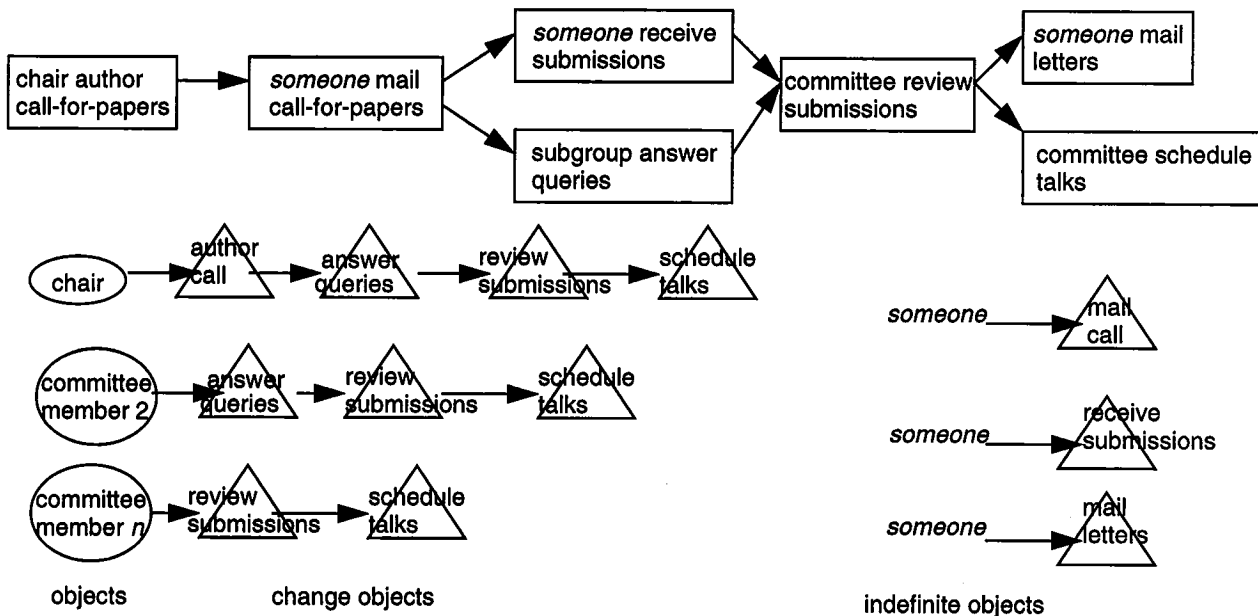 chair author
call-for-papers
someone mail
call-for-papers
someone receive
submissions
subgroup answer
queries
committee review
submissions
someone mail
letters
committee schedule
talks
chair
author
call
answer
queries
review
submissions
schedule
talks
committee
member 2
answer
queries
review
submissions
schedule
talks
committee
member n
review
submissions
schedule
talks
someone
mail
call
someone
receive
submissions
someone
mail
letters
objects
change objects
indefinite objects